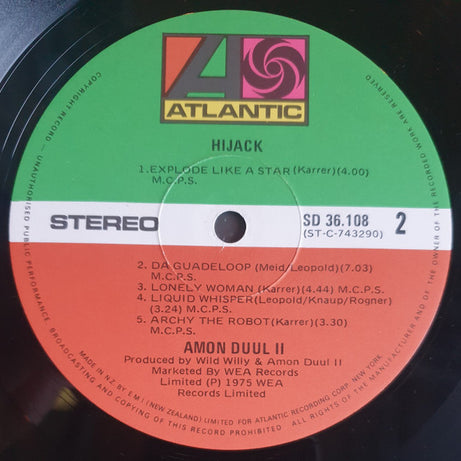 ATLANTIC
HIJACK
1.EXPLODE LIKE A STAR (Karrer)(4.00)
M.C.P.S.
STEREO
SD 36.108
(ST-C-743290)
2
2. DA GUADELOOP (Meid/Leopold)(7.03)
M.C.P.S.
3. LONELY WOMAN (Karrer)(4.44) M.C.P.S.
4. LIQUID WHISPER(Leopold/Knaup/Rogner)
(3.24) M.C.P.S.
5. ARCHY THE ROBOT(Karrer)(3.30)
M.C.P.S.
AMON DUUL II
Produced by Wild Willy & Amon Duul II
Marketed By WEA Records
Limited (P) 1975 WEA
Records Limited
COPYRIGHT RECORD — UNAUTHORISED PUBLIC PERFORMANCE, BROADCASTING AND COPYING OF THIS RECORD PROHIBITED.
ALL RIGHTS OF THE MANUFACTURER AND OF THE OWNER OF THE RECORDED WORK ARE RESERVED
MADE IN N.Z. BY E.M.I. (NEW ZEALAND) LIMITED FOR ATLANTIC RECORDING CORP. NEW YORK.